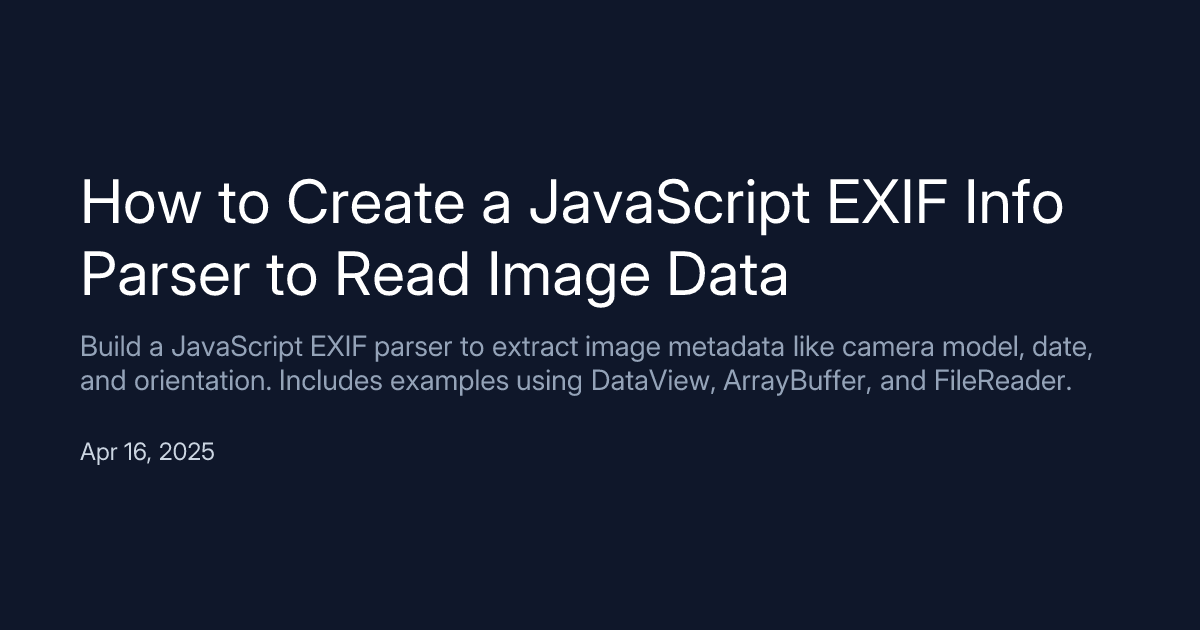 How to Create a JavaScript EXIF Info
Parser to Read Image Data
Build a JavaScript EXIF parser to extract image metadata like camera model, date,
and orientation. Includes examples using DataView, ArrayBuffer, and FileReader.
Apr 16, 2025